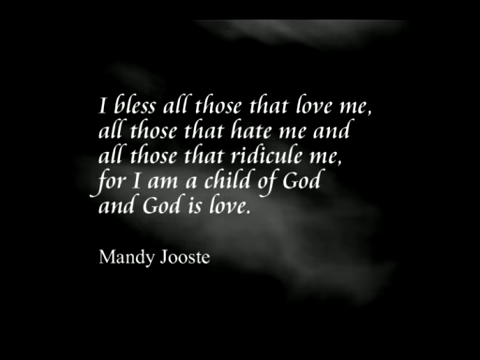 I bless all those that love me,
all those that hate me and
all those that ridicule me,
for I am a child of God
and God is love.
Mandy Jooste